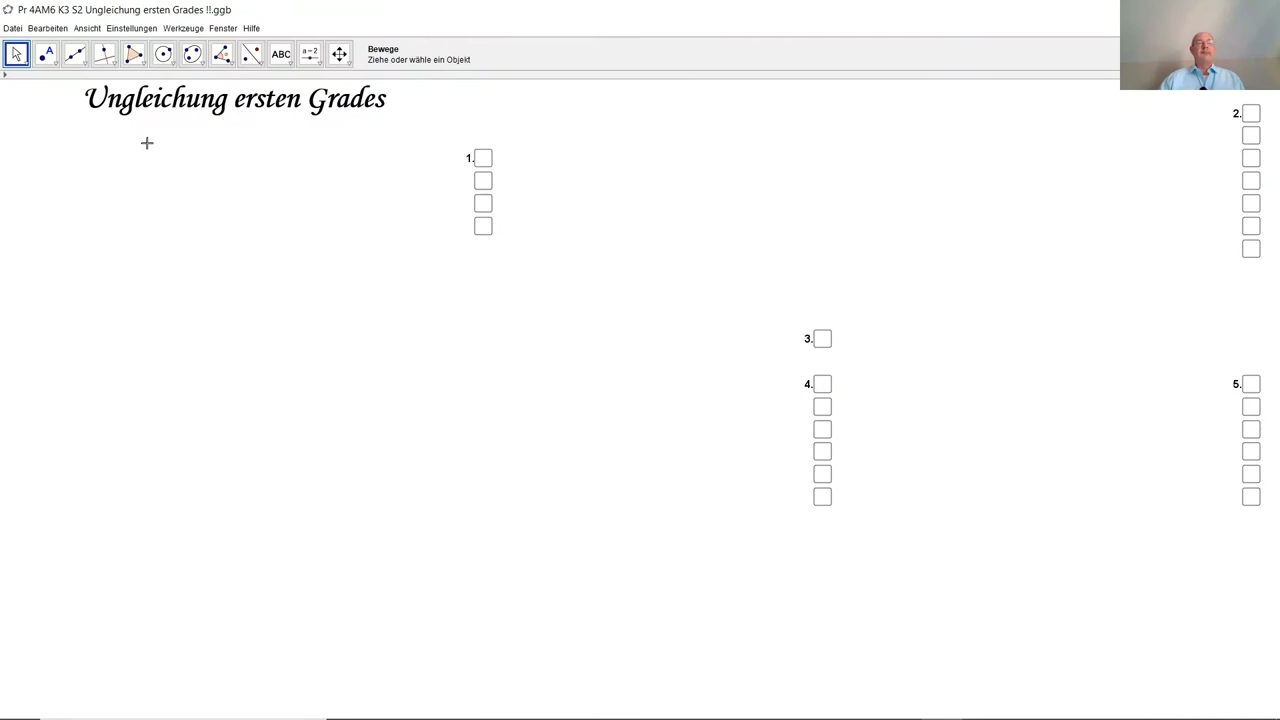 Pr 4AM6 K3 S2 Ungleichung ersten Grades !!.ggb
Datei Bearbeiten Ansicht Einstellungen Werkzeuge Fenster Hilfe
A
ABC
a=2
Bewege
Ziehe oder wähle ein Objekt
Ungleichung ersten Grades
1.
2.
3.
4.
5.